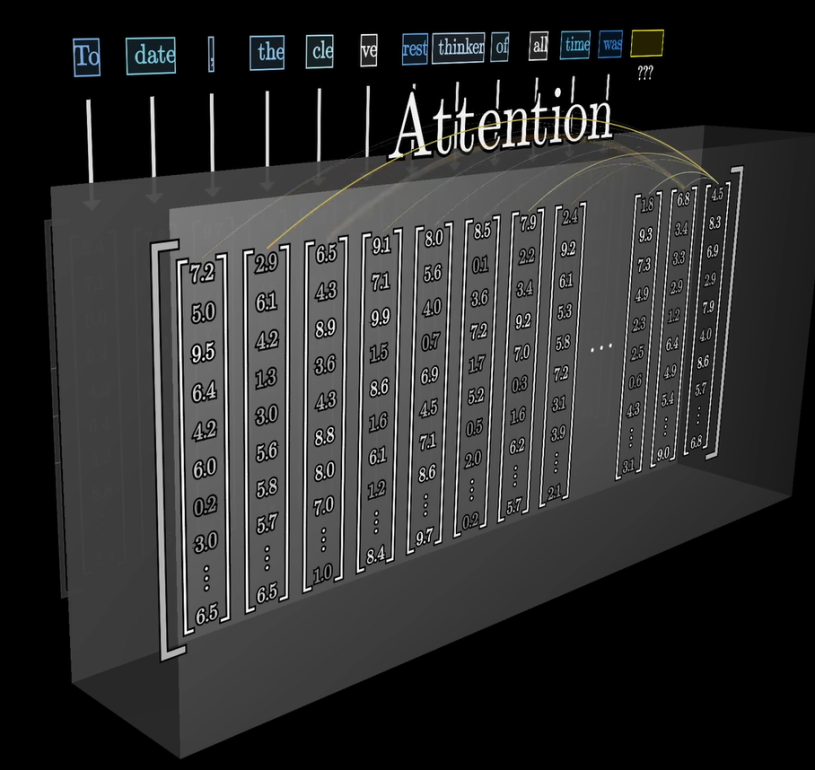 To date , the cle ve rest thinker of all time was
???
Attention
7.2 2.9 6.5 9.1 8.0 8.5 7.9 2.4 1.8 6.8 4.5
5.0 6.1 4.3 7.1 5.6 0.1 2.2 9.2 9.3 3.4 8.3
9.5 4.2 8.9 9.9 4.0 3.6 3.4 6.1 7.3 3.3 6.9
6.4 1.3 3.6 1.5 0.7 7.2 9.2 5.3 4.9 2.9 2.9
4.2 3.0 4.3 8.6 6.9 1.7 7.0 5.8 ... 2.3 1.2 7.9
6.0 5.6 8.8 1.6 4.5 5.2 0.3 7.2 2.5 6.4 4.0
0.2 5.8 8.0 6.1 7.1 0.5 1.6 3.1 0.6 4.9 8.6
3.0 5.7 7.0 1.2 8.6 2.0 6.2 3.9 4.3 5.4 5.7
⋮ ⋮ ⋮ ⋮ ⋮ ⋮ ⋮ ⋮ ⋮ ⋮ ⋮
6.5 6.5 1.0 8.4 9.7 0.2 5.7 2.1 3.1 9.0 6.8